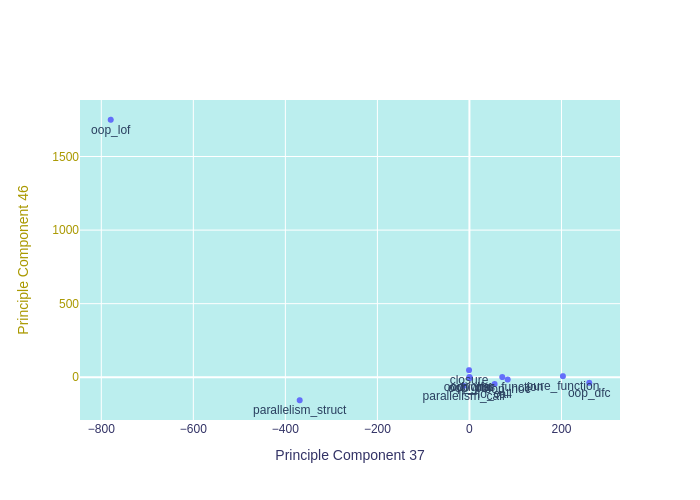 oop_lof
1500
1000
500
0
closure
pure_function
oop_dfc
parallelism_call
parallelism_struct
−800
−600
−400
−200
0
200
Principle Component 37
Principle Component 46